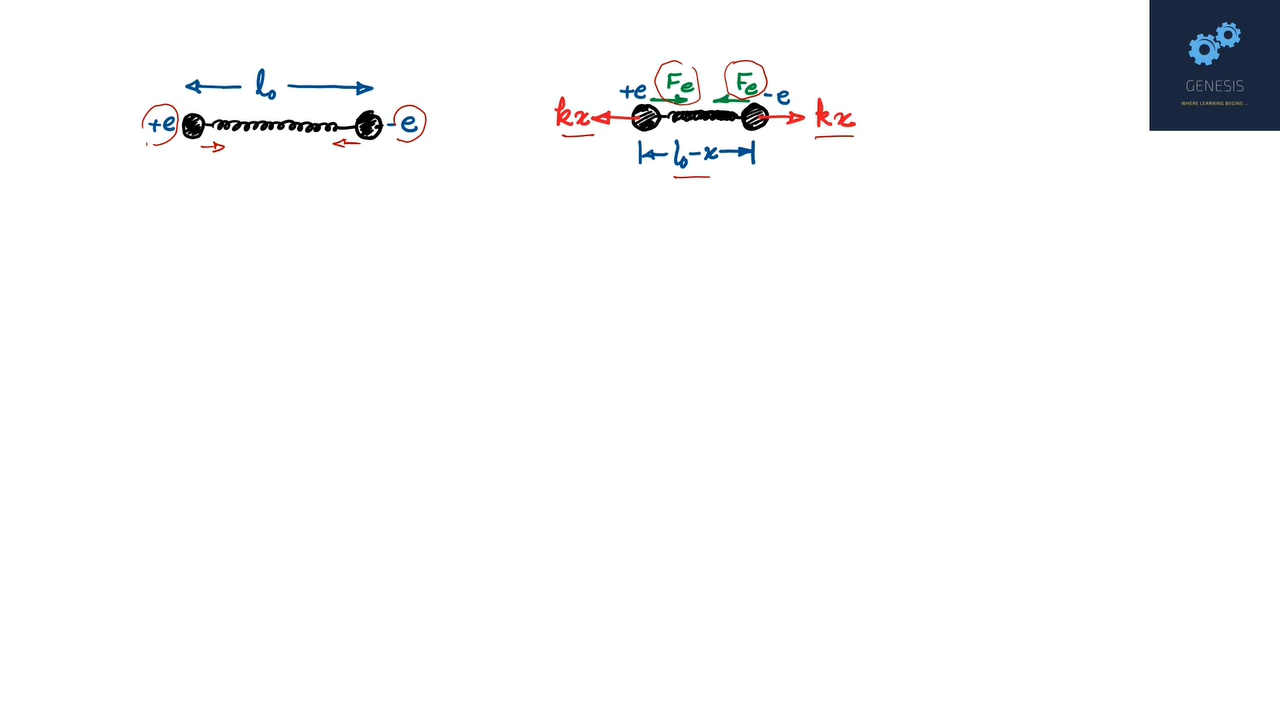 l₀
+e
-e
+e
Fe
Fe
-e
kx
kx
l₀-x
GENESIS
WHERE LEARNING BEGINS ...